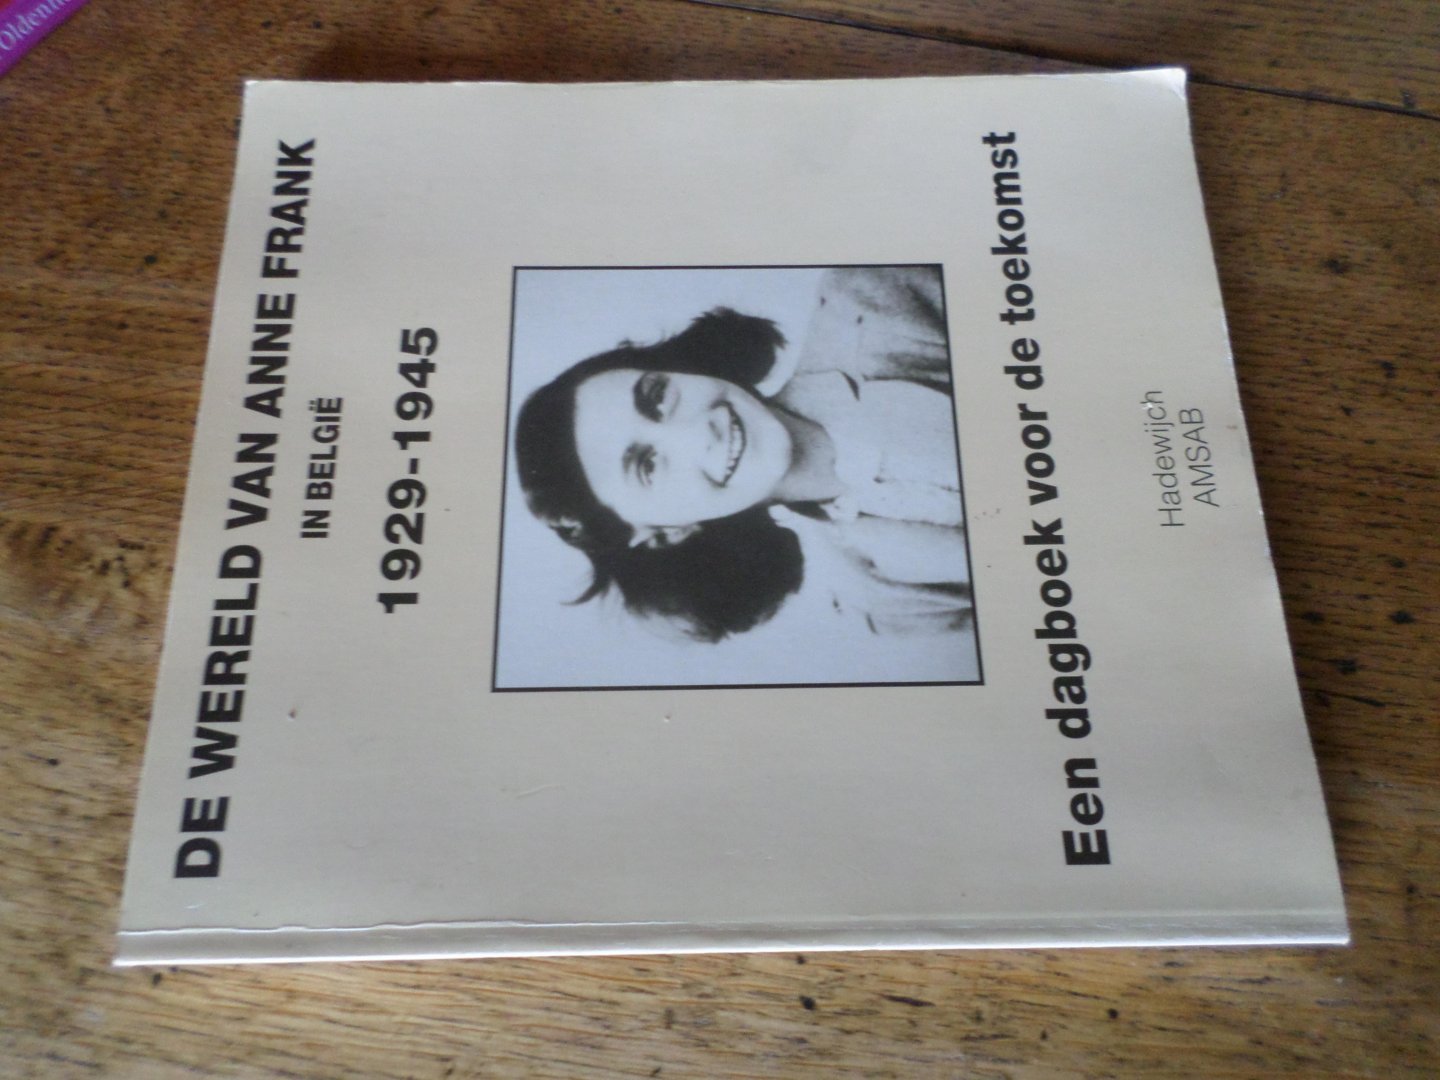 DE WERELD VAN ANNE FRANK
IN BELGIË
1929-1945
Een dagboek voor de toekomst
Hadewijch
AMSAB